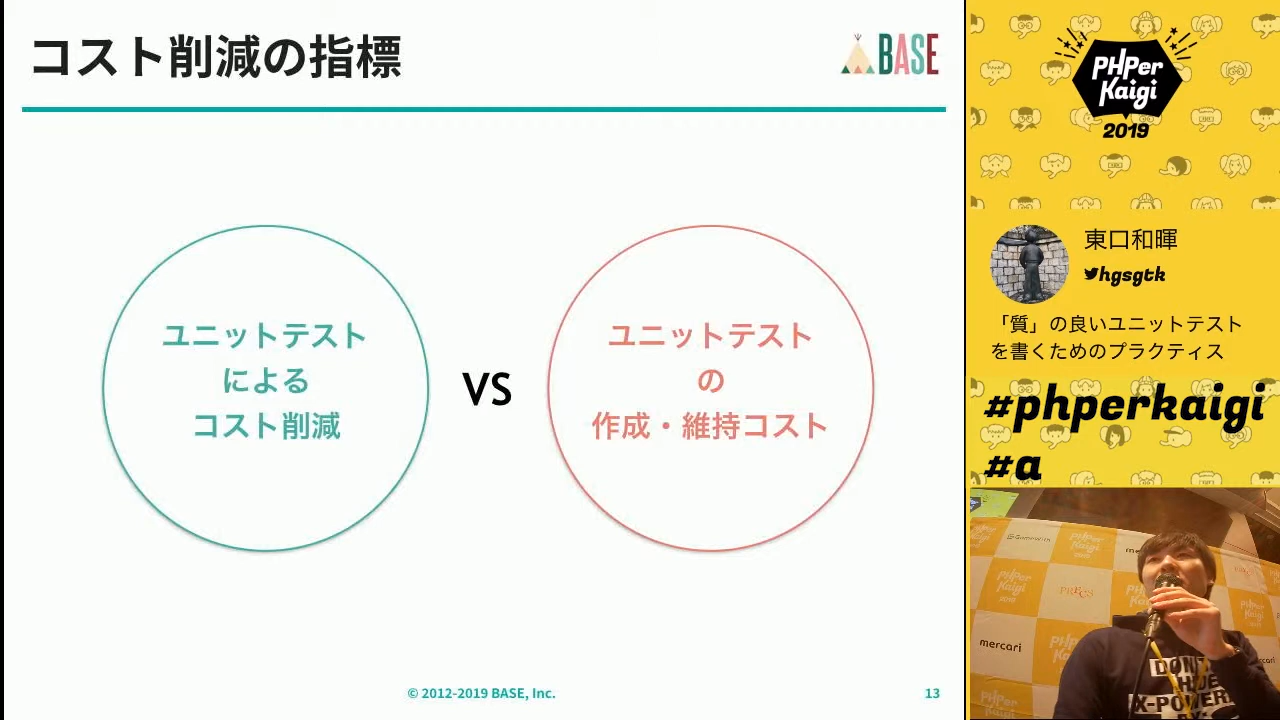 コスト削減の指標
BASE
ユニットテスト
による
コスト削減
VS
ユニットテスト
の
作成・維持コスト
© 2012-2019 BASE, Inc.
13
PHPer
Kaigi
2019
東口和暉
hgsgtk
「質」の良いユニットテスト
を書くためのプラクティス
#phperkaigi
#a
PHPer
Kaigi
mercari